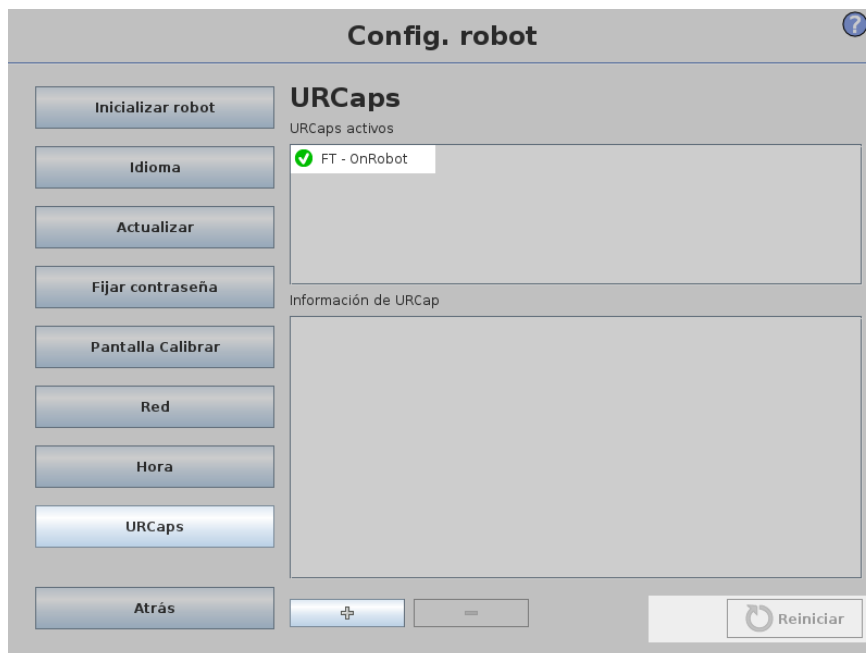 Config. robot
?
Inicializar robot
Idioma
Actualizar
Fijar contraseña
Pantalla Calibrar
Red
Hora
URCaps
Atrás
URCaps
URCaps activos
FT - OnRobot
Información de URCap
Reiniciar